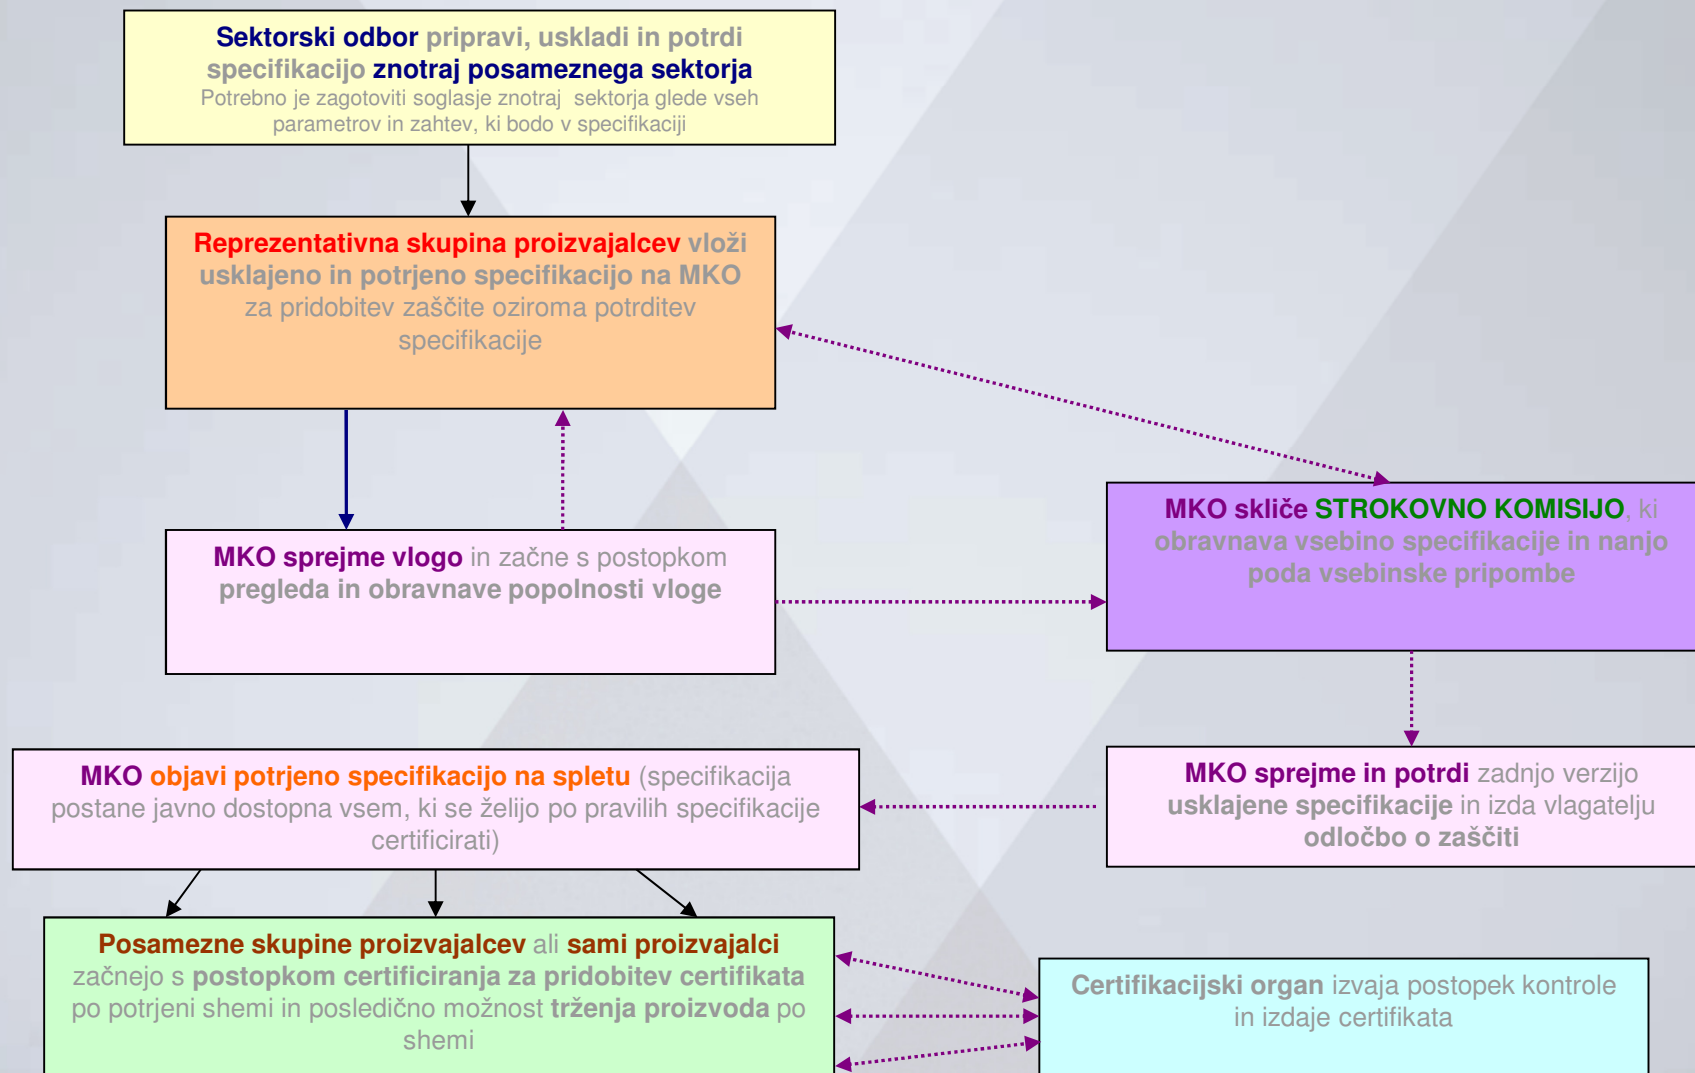 Sektorski odbor pripravi, uskladi in potrdi
specifikacijo znotraj posameznega sektorja
Potrebno je zagotoviti soglasje znotraj sektorja glede vseh
parametrov in zahtev, ki bodo v specifikaciji
Reprezentativna skupina proizvajalcev vloži
usklajeno in potrjeno specifikacijo na MKO
za pridobitev zaščite oziroma potrditev
specifikacije
MKO sprejme vlogo in začne s postopkom
pregleda in obravnave popolnosti vloge
MKO skliče STROKOVNO KOMISIJO, ki
obravnava vsebino specifikacije in nanjo
poda vsebinske pripombe
MKO sprejme in potrdi zadnjo verzijo
usklajene specifikacije in izda vlagatelju
odločbo o zaščiti
MKO objavi potrjeno specifikacijo na spletu (specifikacija
postane javno dostopna vsem, ki se želijo po pravilih specifikacije
certificirati)
Posamezne skupine proizvajalcev ali sami proizvajalci
začnejo s postopkom certificiranja za pridobitev certifikata
po potrjeni shemi in posledično možnost trženja proizvoda po
shemi
Certifikacijski organ izvaja postopek kontrole
in izdaje certifikata